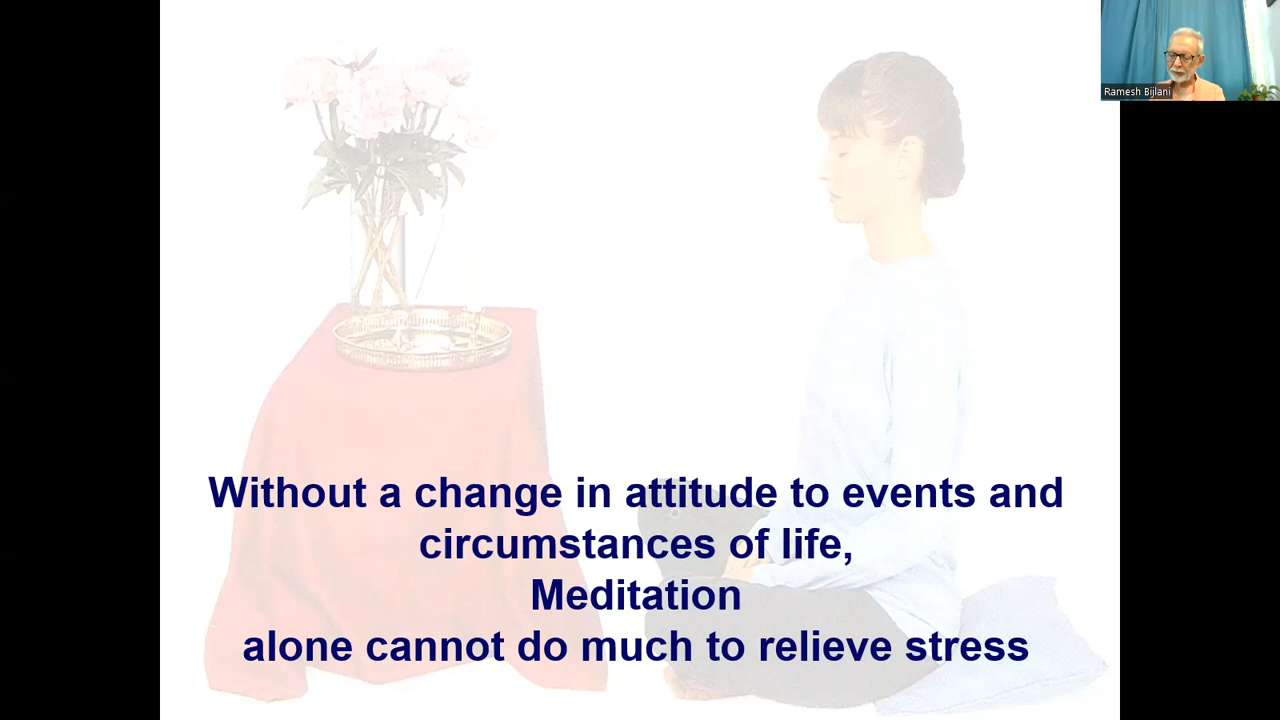 Ramesh Bijlani
Without a change in attitude to events and
circumstances of life,
Meditation
alone cannot do much to relieve stress